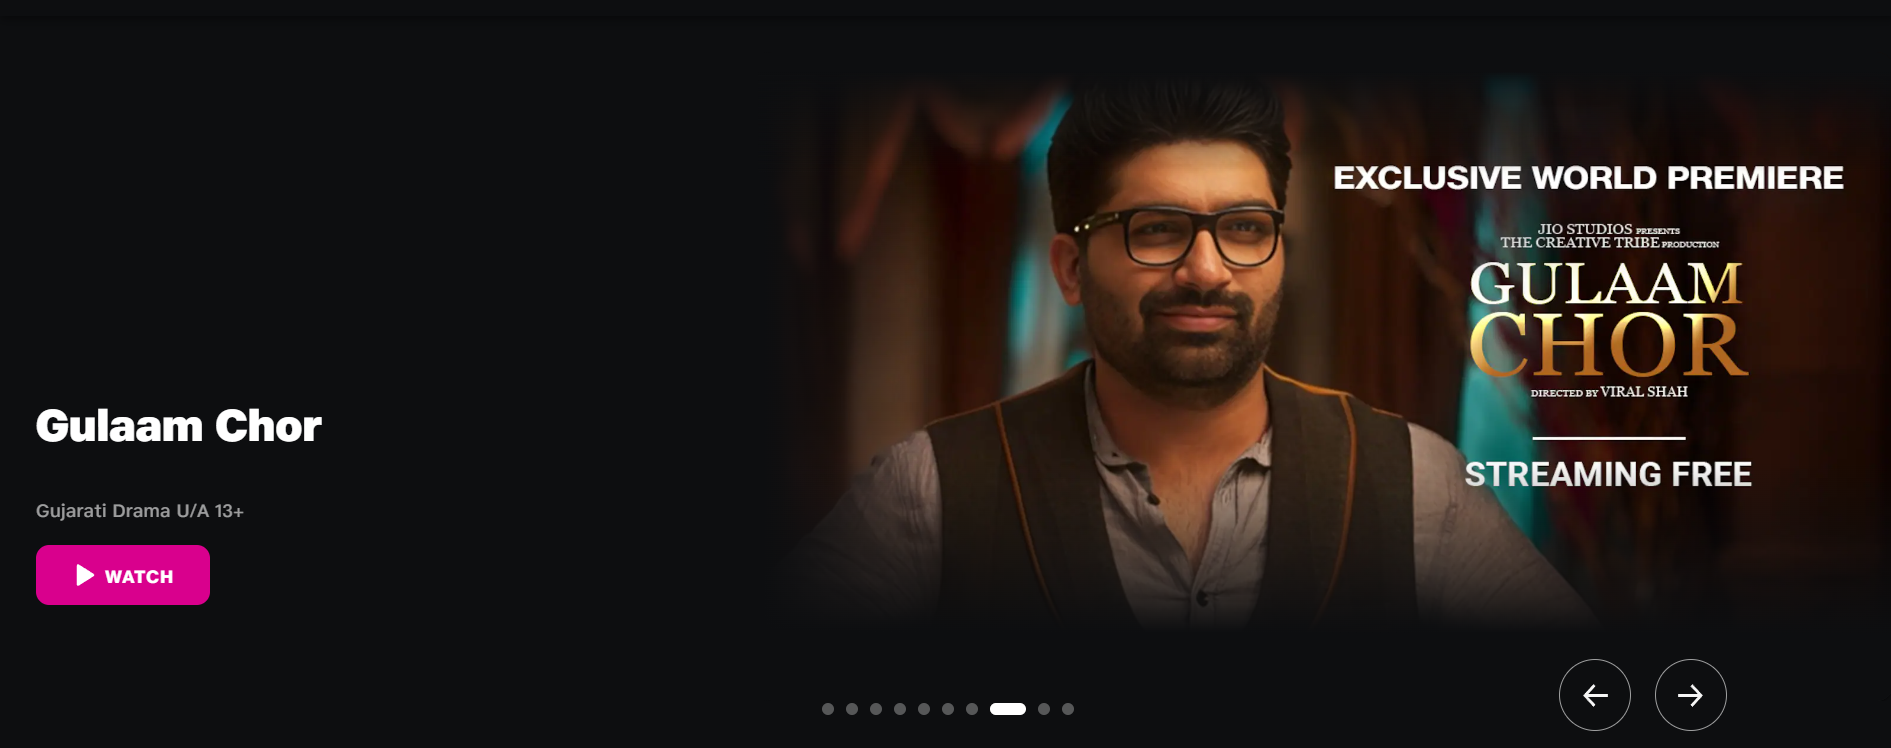 EXCLUSIVE WORLD PREMIERE
JIO STUDIOS PRESENTS
THE CREATIVE TRIBE PRODUCTION
GULAAM
CHOR
DIRECTED BY VIRAL SHAH
STREAMING FREE
Gulaam Chor
Gujarati Drama U/A 13+
WATCH